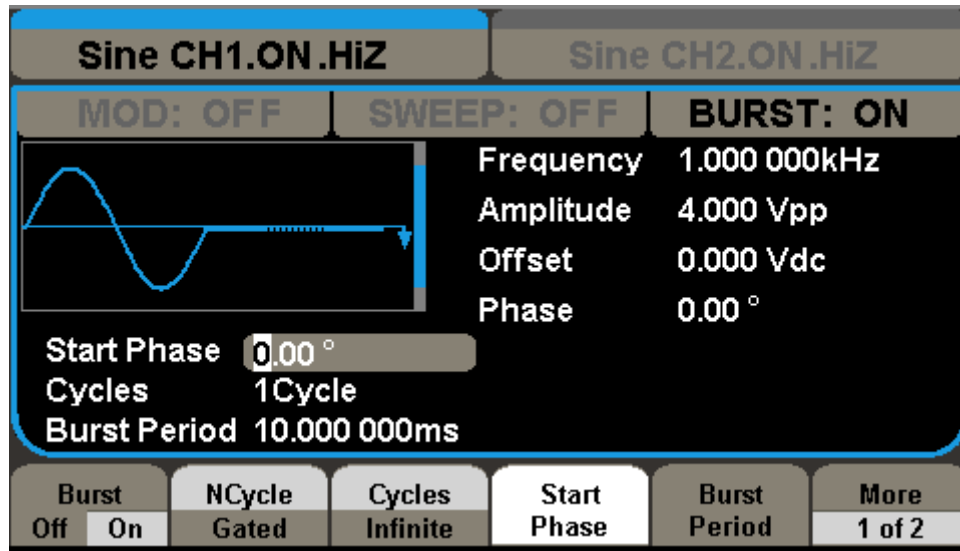 Sine CH1.ON.HiZ
Sine CH2.ON.HiZ
MOD: OFF
SWEEP: OFF
BURST: ON
Frequency 1.000 000kHz
Amplitude 4.000 Vpp
Offset 0.000 Vdc
Phase 0.00 °
Start Phase 0.00 °
Cycles 1Cycle
Burst Period 10.000 000ms
Burst
Off On
NCycle
Gated
Cycles
Infinite
Start
Phase
Burst
Period
More
1 of 2